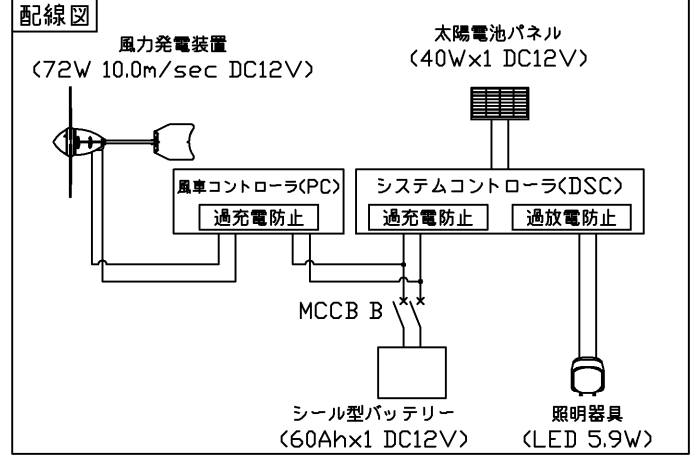 配線図
風力発電装置
(72W 10.0m/sec DC12V)
太陽電池パネル
(40Wx1 DC12V)
風車コントローラ(PC)
過充電防止
システムコントローラ(DSC)
過充電防止
過放電防止
MCCB B
シール型バッテリー
(60Ahx1 DC12V)
照明器具
(LED 5.9W)